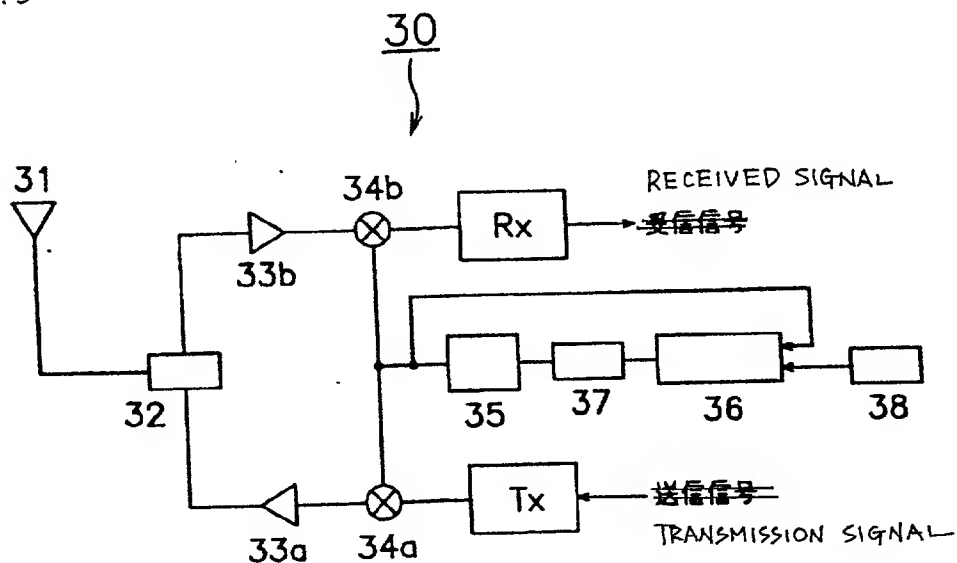 30
31
34b
RECEIVED SIGNAL
Rx
受信信号
33b
32
35
37
36
38
Tx
送信信号
TRANSMISSION SIGNAL
33a
34a